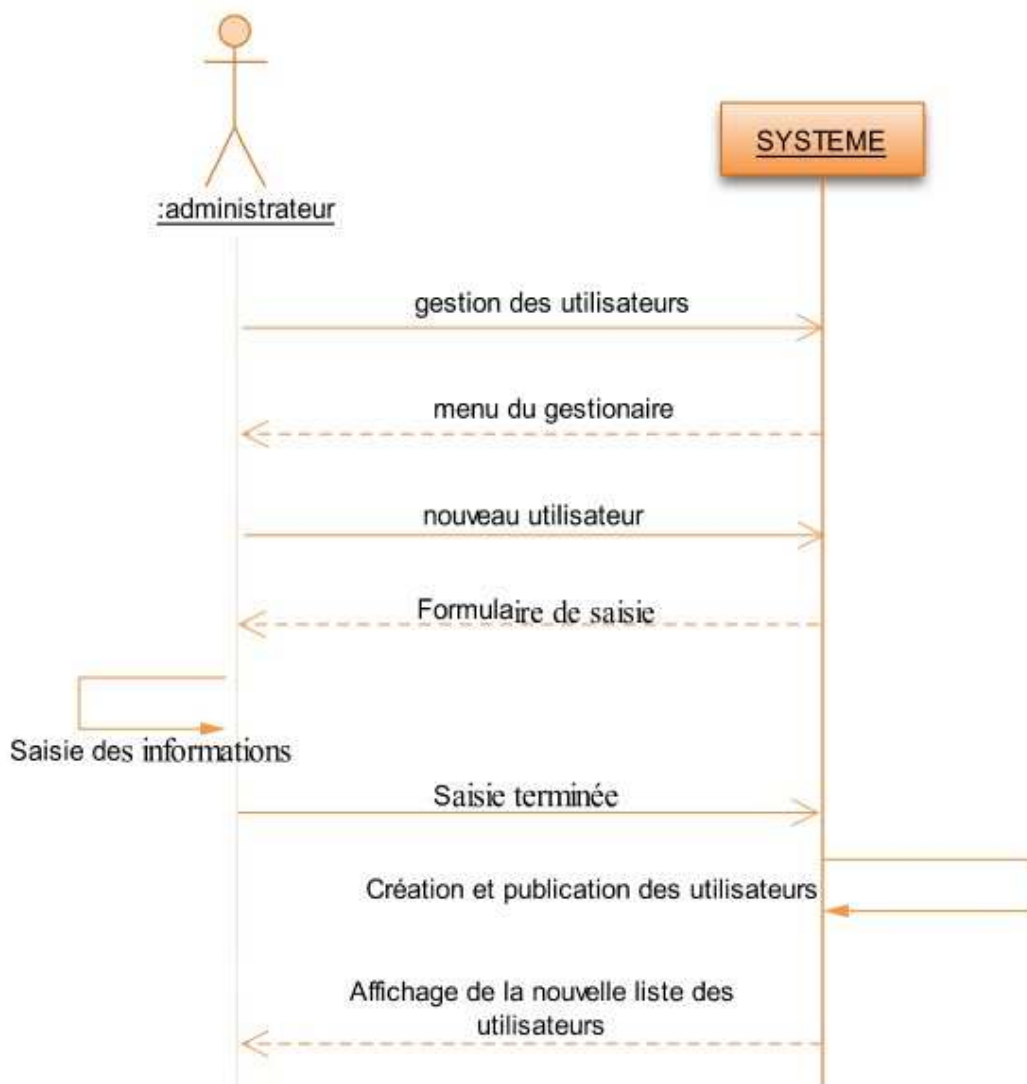 SYSTEME
:administrateur
gestion des utilisateurs
menu du gestionaire
nouveau utilisateur
Formulaire de saisie
Saisie des informations
Saisie terminée
Création et publication des utilisateurs
Affichage de la nouvelle liste des
utilisateurs